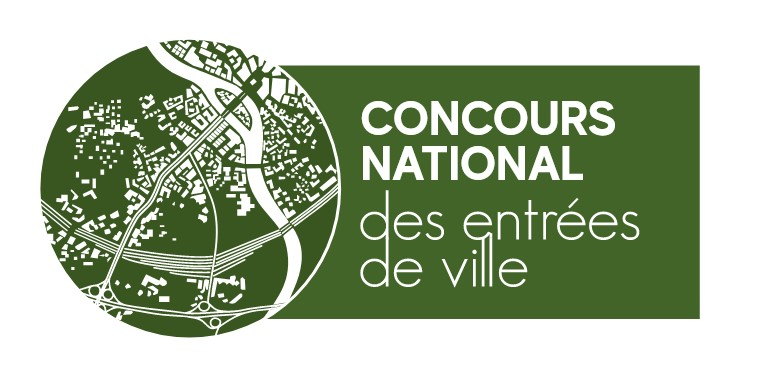 CONCOURS
NATIONAL
des entrées
de ville